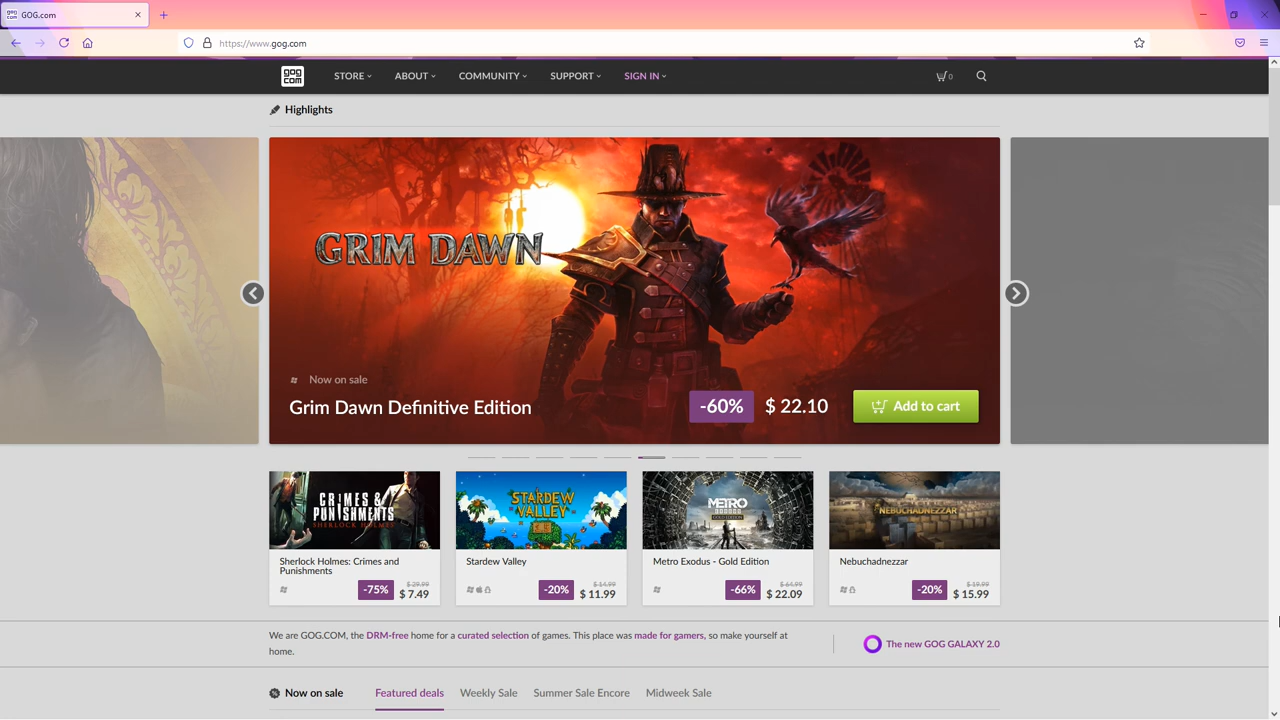 GOG.com
https://www.gog.com
gog
com
STORE
ABOUT
COMMUNITY
SUPPORT
SIGN IN
0
Highlights
GRIM DAWN
Now on sale
Grim Dawn Definitive Edition
-60%
$ 22.10
Add to cart
CRIMES &
PUNISHMENTS
SHERLOCK HOLMES
STARDEW
VALLEY
METRO
EXODUS
GOLD EDITION
NEBUCHADNEZZAR
Sherlock Holmes: Crimes and
Punishments
-75%
$ 29.99
$ 7.49
Stardew Valley
-20%
$ 14.99
$ 11.99
Metro Exodus - Gold Edition
-66%
$ 64.99
$ 22.09
Nebuchadnezzar
-20%
$ 19.99
$ 15.99
We are GOG.COM, the DRM-free home for a curated selection of games. This place was made for gamers, so make yourself at
home.
The new GOG GALAXY 2.0
Now on sale
Featured deals
Weekly Sale
Summer Sale Encore
Midweek Sale